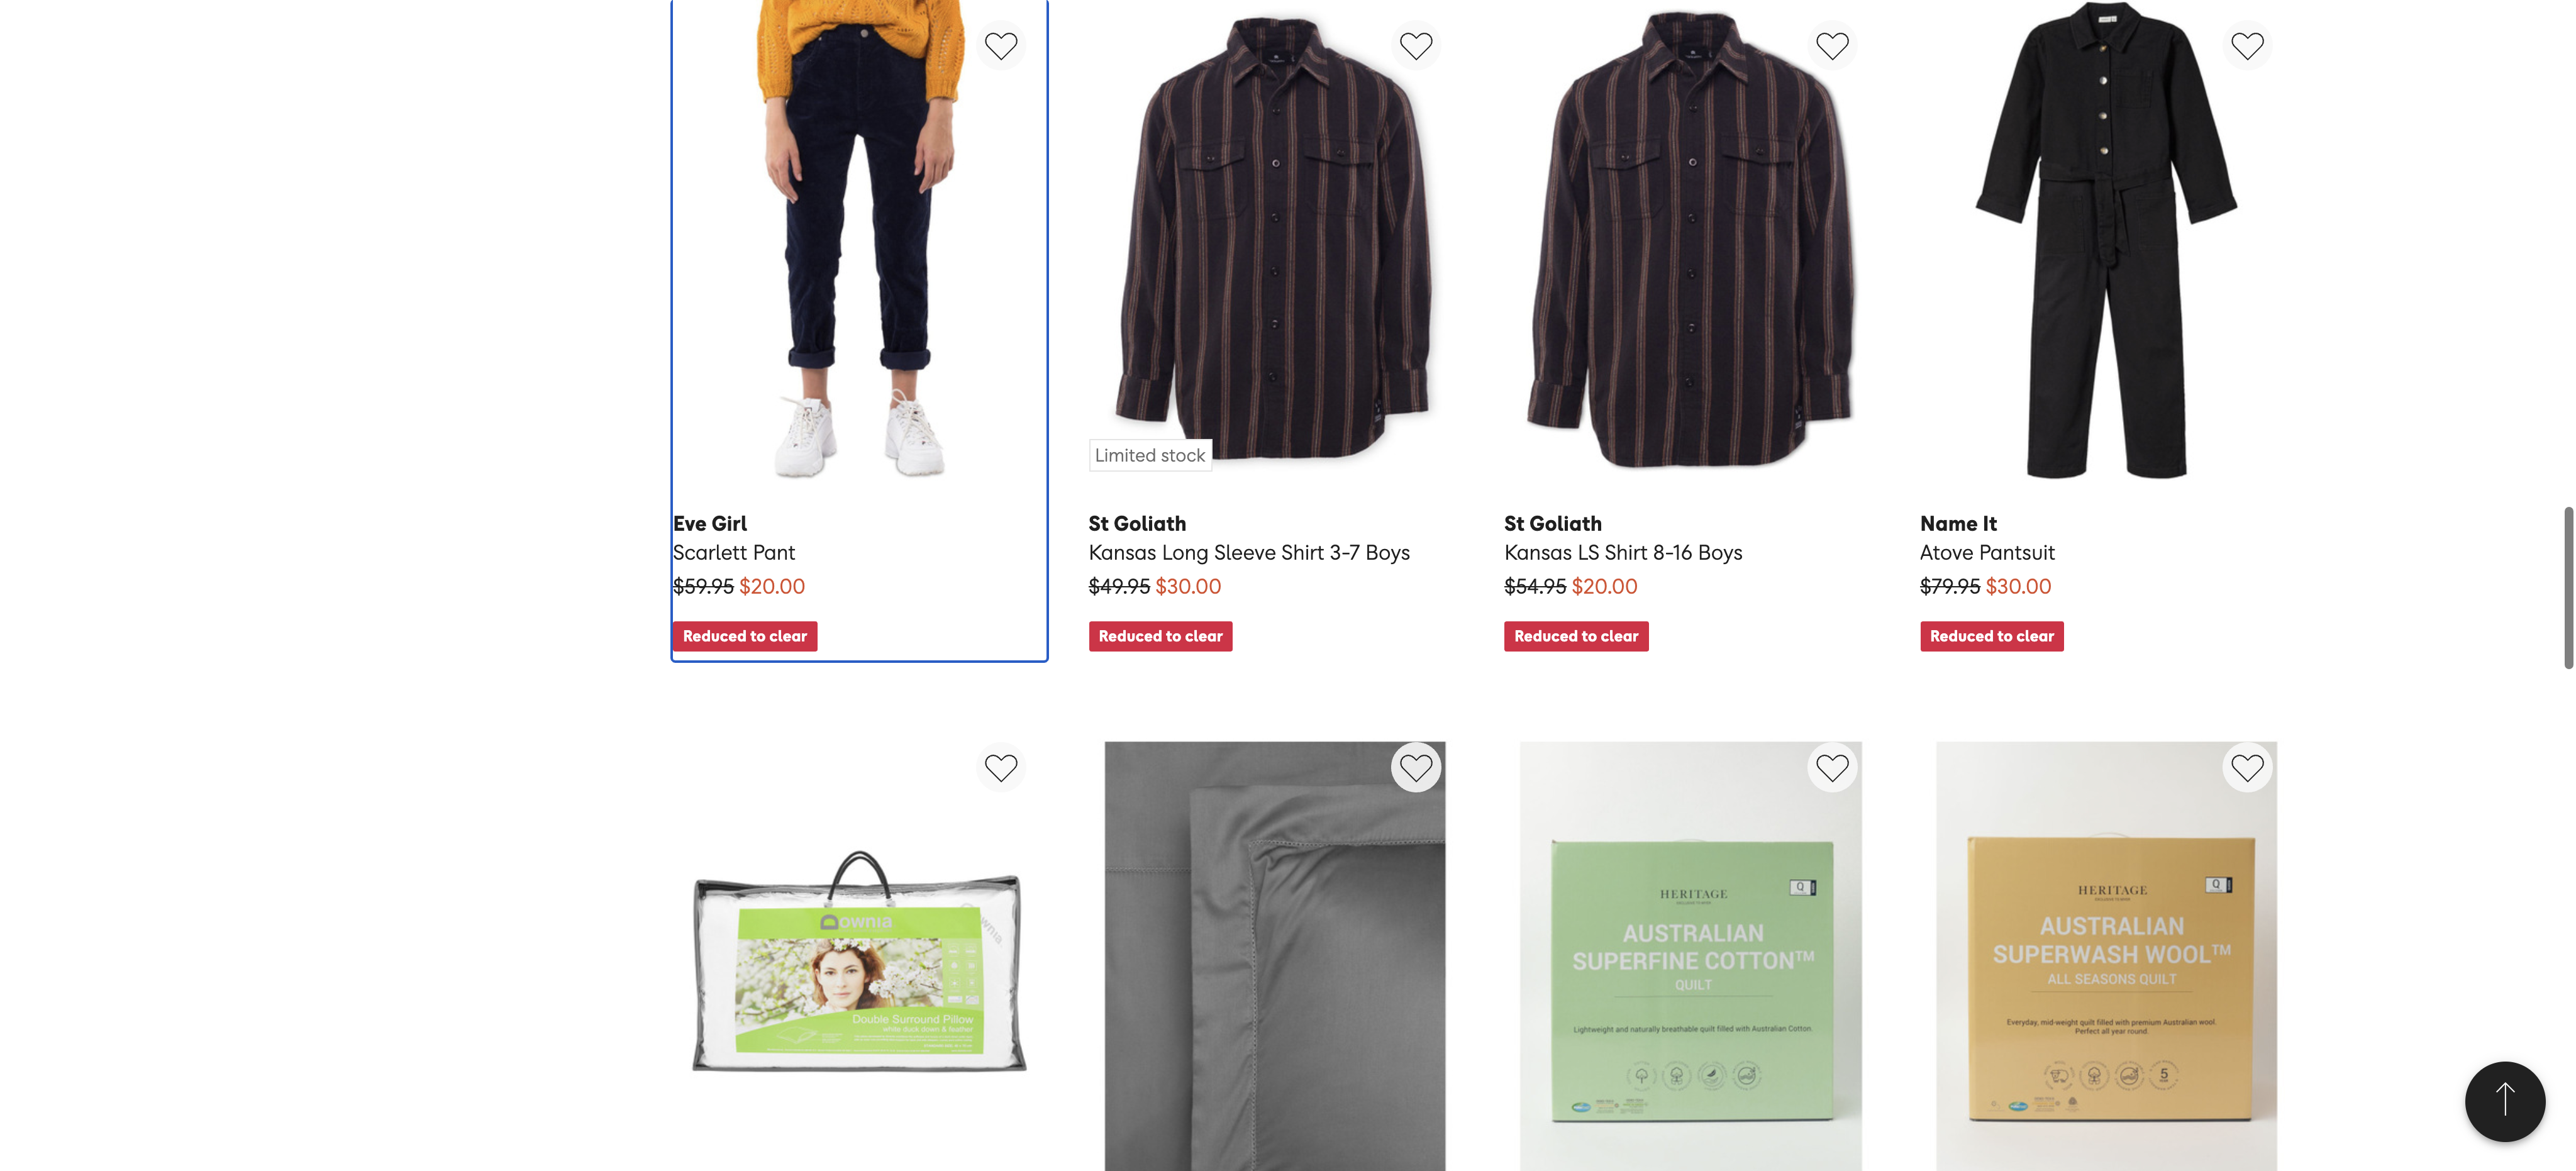 Limited stock
Eve Girl
Scarlett Pant
$59.95 $20.00
Reduced to clear
St Goliath
Kansas Long Sleeve Shirt 3-7 Boys
$49.95 $30.00
Reduced to clear
St Goliath
Kansas LS Shirt 8-16 Boys
$54.95 $20.00
Reduced to clear
Name It
Atove Pantsuit
$79.95 $30.00
Reduced to clear
Downia
Double Surround Pillow
white duck down & feather
HERITAGE
Q
AUSTRALIAN
SUPERFINE COTTON™
QUILT
Lightweight and naturally breathable quilt filled with Australian Cotton.
HERITAGE
Q
AUSTRALIAN
SUPERWASH WOOL™
ALL SEASONS QUILT
Everyday, mid-weight quilt filled with premium Australian wool.
Perfect all year round.
5